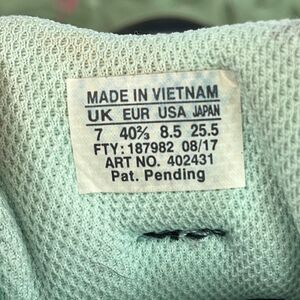 MADE IN VIETNAM
UK EUR USA JAPAN
7 40⅔ 8.5 25.5
FTY: 187982 08/17
ART NO. 402431
Pat. Pending